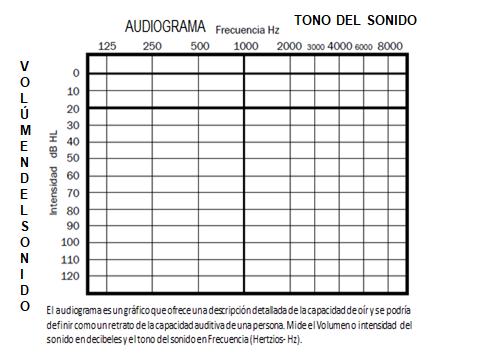 AUDIOGRAMA Frecuencia Hz TONO DEL SONIDO
125 250 500 1000 2000 3000 4000 6000 8000
VOLÚMEN DEL SONIDO
Intensidad dB HL
0
10
20
30
40
50
60
70
80
90
100
110
120
El audiograma es un gráfico que ofrece una descripción detallada de la capacidad de oír y se podría
definir como un retrato de la capacidad auditiva de una persona. Mide el Volumen o intensidad del
sonido en decibeles y el tono del sonido en Frecuencia (Hertzios- Hz).